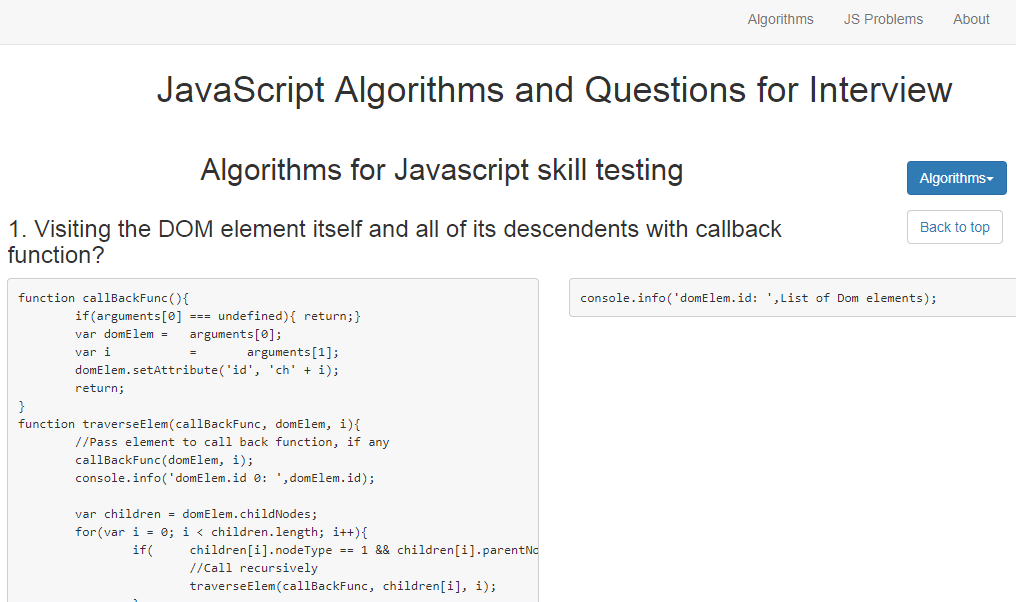 Algorithms JS Problems About
JavaScript Algorithms and Questions for Interview
Algorithms for Javascript skill testing
Algorithms
Back to top
1. Visiting the DOM element itself and all of its descendents with callback
function?
function callBackFunc(){
        if(arguments[0] === undefined){ return;}
        var domElem =   arguments[0];
        var i           =       arguments[1];
        domElem.setAttribute('id', 'ch' + i);
        return;
}
function traverseElem(callBackFunc, domElem, i){
        //Pass element to call back function, if any
        callBackFunc(domElem, i);
        console.info('domElem.id 0: ',domElem.id);
        var children = domElem.childNodes;
        for(var i = 0; i < children.length; i++){
                if(     children[i].nodeType == 1 && children[i].parentNo
                        //Call recursively
                        traverseElem(callBackFunc, children[i], i);
                }
console.info('domElem.id: ',List of Dom elements);